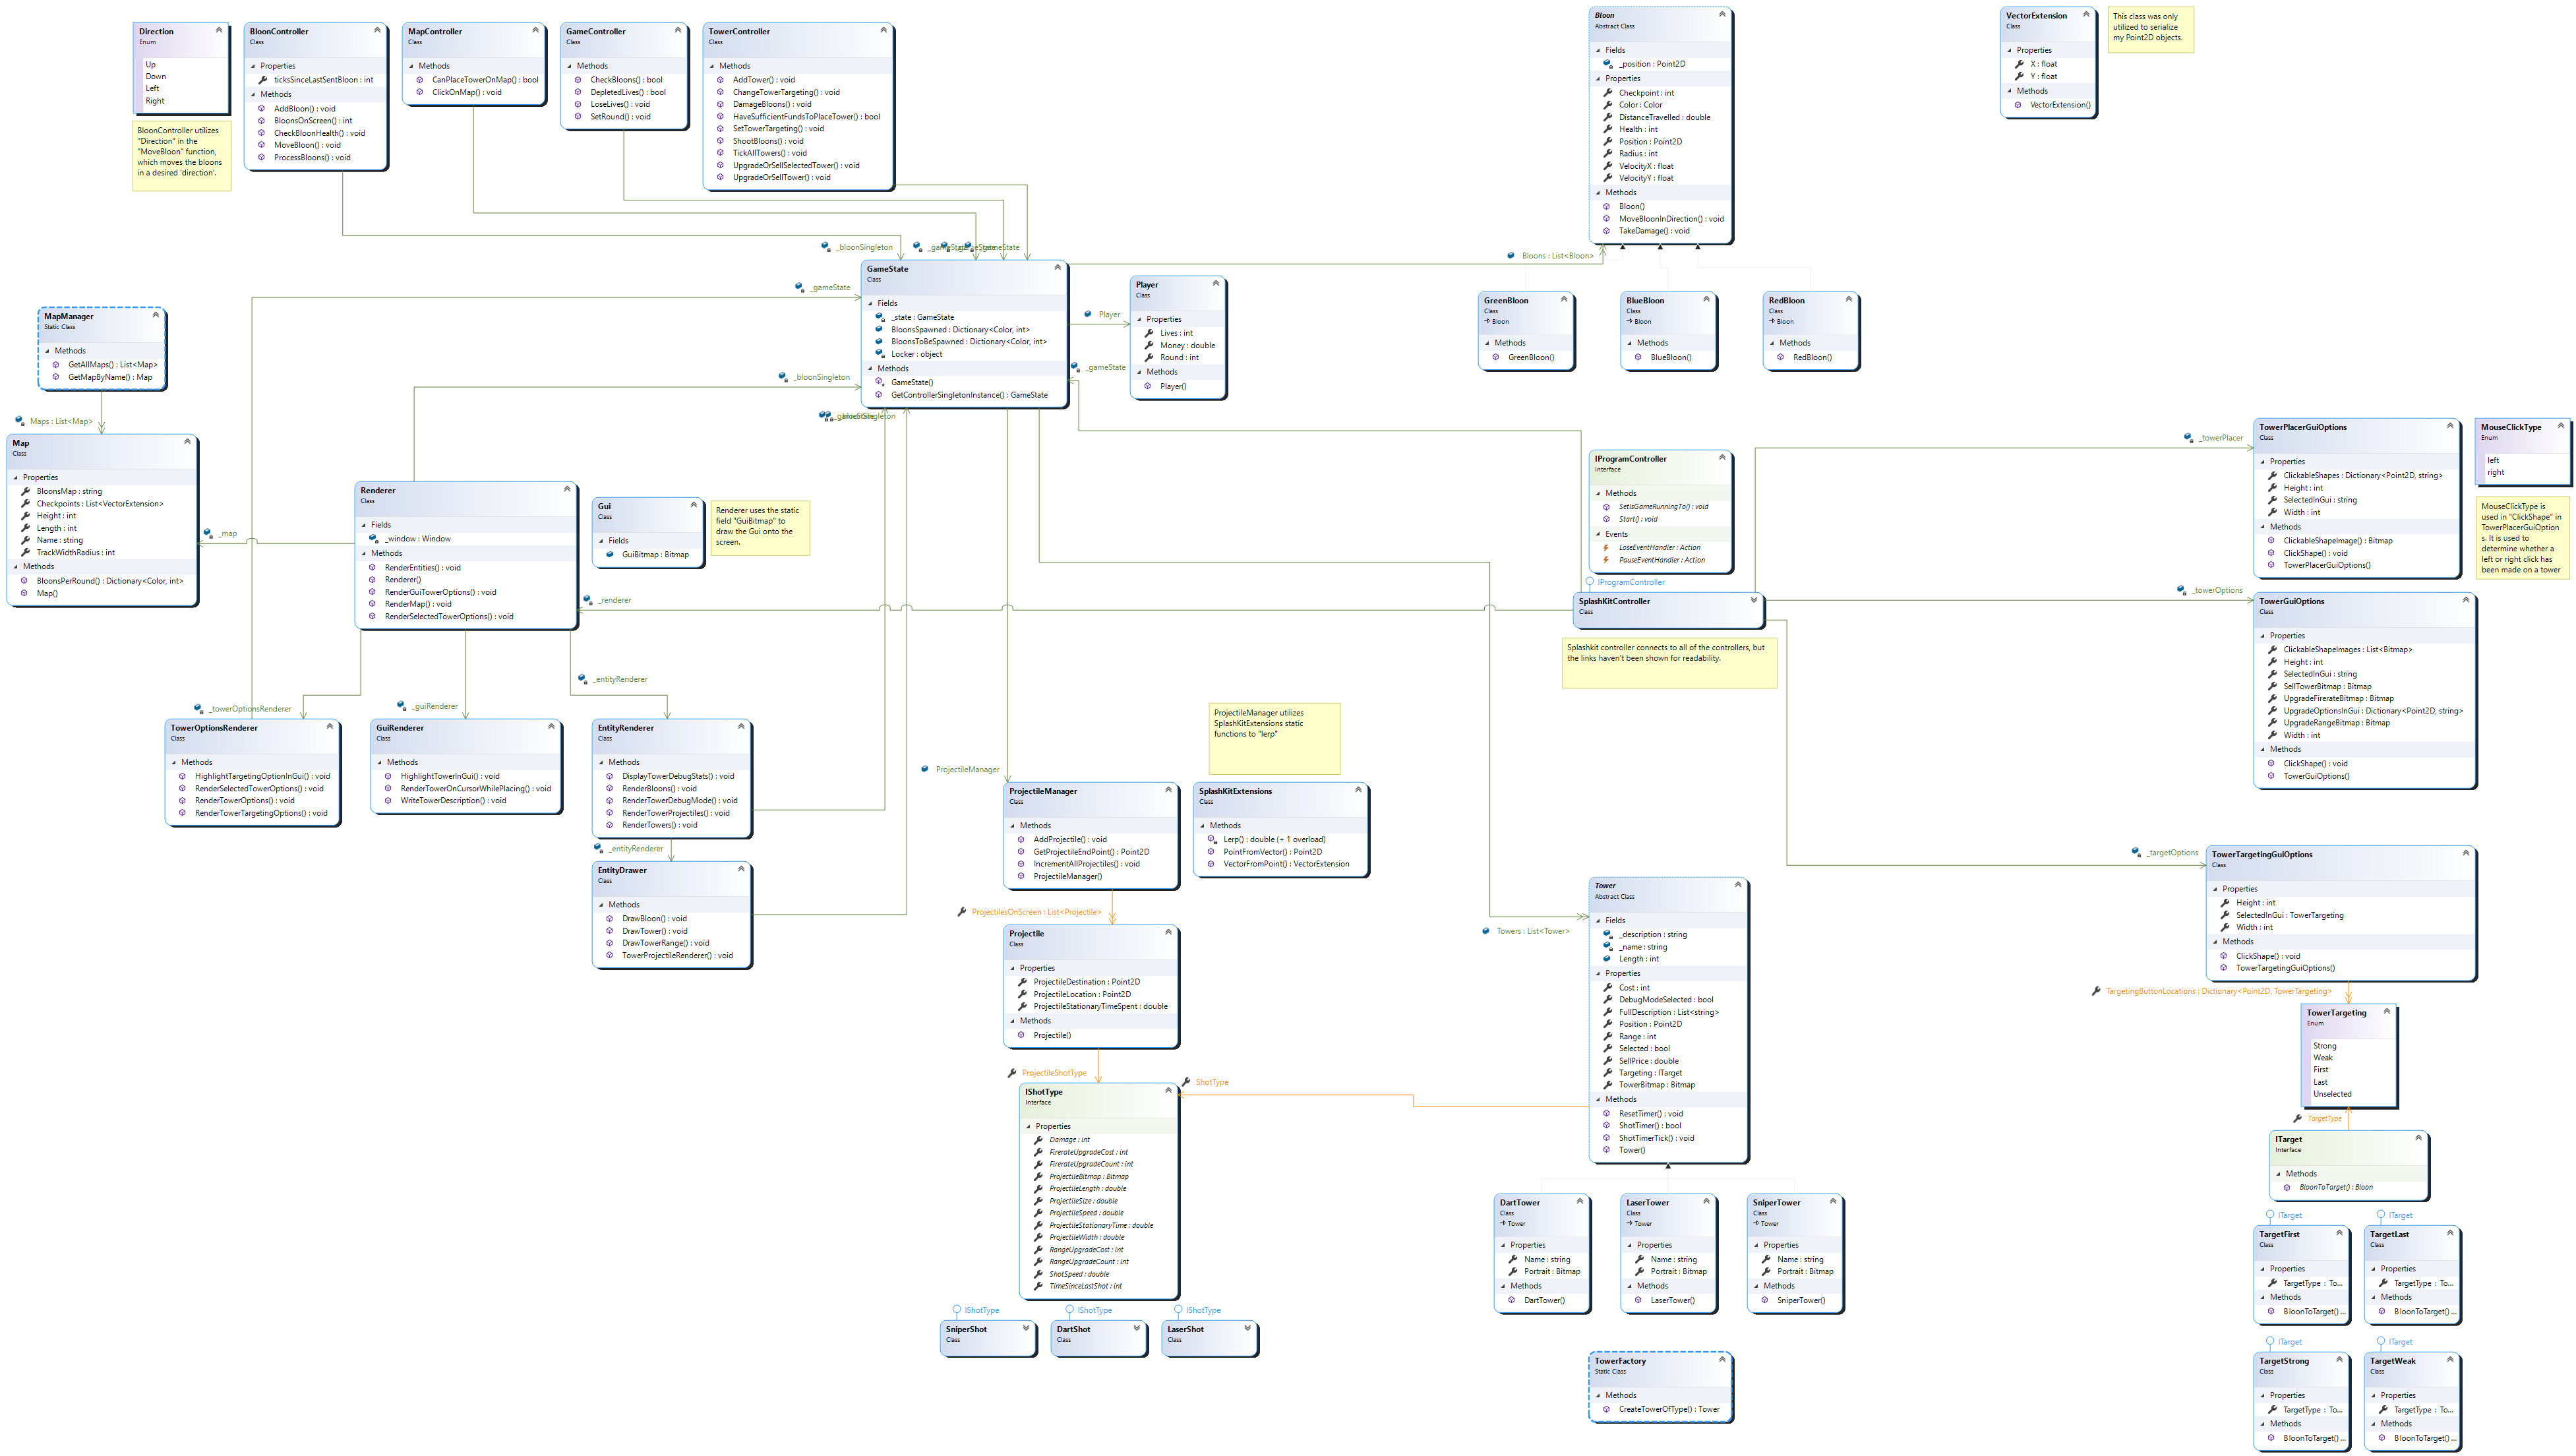 Direction
Enum
Up
Down
Left
Right
BloonController utilizes
"Direction" in the
"MoveBloon" function,
which moves the bloons
in a desired 'direction'.
BloonController
Class
Properties
ticksSinceLastSentBloon : int
Methods
AddBloon() : void
BloonsOnScreen() : int
CheckBloonHealth() : void
MoveBloon() : void
ProcessBloons() : void
MapController
Class
Methods
CanPlaceTowerOnMap() : bool
ClickOnMap() : void
GameController
Class
Methods
CheckBloons() : bool
DepletedLives() : bool
LoseLives() : void
SetRound() : void
TowerController
Class
Methods
AddTower() : void
ChangeTowerTargeting() : void
DamageBloons() : void
HaveSufficientFundsToPlaceTower() : bool
SetTowerTargeting() : void
ShootBloons() : void
TickAllTowers() : void
UpgradeOrSellSelectedTower() : void
UpgradeOrSellTower() : void
Bloon
Abstract Class
Fields
_position : Point2D
Properties
Checkpoint : int
Color : Color
DistanceTravelled : double
Health : int
Position : Point2D
Radius : int
VelocityX : float
VelocityY : float
Methods
Bloon()
MoveBloonInDirection() : void
TakeDamage() : void
VectorExtension
Class
Properties
X : float
Y : float
Methods
VectorExtension()
This class was only
utilized to serialize
my Point2D objects.
_bloonSingleton
Bloons : List<Bloon>
GameState
Class
Fields
_state : GameState
BloonsSpawned : Dictionary<Color, int>
BloonsToBeSpawned : Dictionary<Color, int>
Locker : object
Methods
GameState()
GetControllerSingletonInstance() : GameState
_gameState
_bloonSingleton
Player
_gameState
Player
Class
Properties
Lives : int
Money : double
Round : int
Methods
Player()
GreenBloon
Class
Bloon
Methods
GreenBloon()
BlueBloon
Class
Bloon
Methods
BlueBloon()
RedBloon
Class
Bloon
Methods
RedBloon()
MapManager
Static Class
Methods
GetAllMaps() : List<Map>
GetMapByName() : Map
Maps : List<Map>
Map
Class
Properties
BloonsMap : string
Checkpoints : List<VectorExtension>
Height : int
Length : int
Name : string
TrackWidthRadius : int
Methods
BloonsPerRound() : Dictionary<Color, int>
Map()
_map
Renderer
Class
Fields
_window : Window
Methods
RenderEntities() : void
Renderer()
RenderGuiTowerOptions() : void
RenderMap() : void
RenderSelectedTowerOptions() : void
Gui
Class
Fields
GuiBitmap : Bitmap
Renderer uses the static
field "GuiBitmap" to
draw the Gui onto the
screen.
_renderer
IProgramController
Interface
Methods
SetIsGameRunningTo() : void
Start() : void
Events
LoseEventHandler : Action
PauseEventHandler : Action
IProgramController
SplashKitController
Class
Splashkit controller connects to all of the controllers, but
the links haven't been shown for readability.
_towerPlacer
TowerPlacerGuiOptions
Class
Properties
ClickableShapes : Dictionary<Point2D, string>
Height : int
SelectedInGui : string
Width : int
Methods
ClickableShapeImage() : Bitmap
ClickShape() : void
TowerPlacerGuiOptions()
MouseClickType
Enum
left
right
MouseClickType is
used in "ClickShape" in
TowerPlacerGuiOption
s. It is used to
determine whether a
left or right click has
been made on a tower
_towerOptions
TowerGuiOptions
Class
Properties
ClickableShapeImages : List<Bitmap>
Height : int
SelectedInGui : string
SellTowerBitmap : Bitmap
UpgradeFirerateBitmap : Bitmap
UpgradeOptionsInGui : Dictionary<Point2D, string>
UpgradeRangeBitmap : Bitmap
Width : int
Methods
ClickShape() : void
TowerGuiOptions()
_towerOptionsRenderer
_guiRenderer
_entityRenderer
TowerOptionsRenderer
Class
Methods
HighlightTargetingOptionInGui() : void
RenderSelectedTowerOptions() : void
RenderTowerOptions() : void
RenderTowerTargetingOptions() : void
GuiRenderer
Class
Methods
HighlightTowerInGui() : void
RenderTowerOnCursorWhilePlacing() : void
WriteTowerDescription() : void
EntityRenderer
Class
Methods
DisplayTowerDebugStats() : void
RenderBloons() : void
RenderTowerDebugMode() : void
RenderTowerProjectiles() : void
RenderTowers() : void
_entityRenderer
EntityDrawer
Class
Methods
DrawBloon() : void
DrawTower() : void
DrawTowerRange() : void
TowerProjectileRenderer() : void
ProjectileManager utilizes
SplashKitExtensions static
functions to "lerp"
ProjectileManager
ProjectileManager
Class
Methods
AddProjectile() : void
GetProjectileEndPoint() : Point2D
IncrementAllProjectiles() : void
ProjectileManager()
SplashKitExtensions
Class
Methods
Lerp() : double (+ 1 overload)
PointFromVector() : Point2D
VectorFromPoint() : VectorExtension
ProjectilesOnScreen : List<Projectile>
Projectile
Class
Properties
ProjectileDestination : Point2D
ProjectileLocation : Point2D
ProjectileStationaryTimeSpent : double
Methods
Projectile()
ProjectileShotType
ShotType
IShotType
Interface
Properties
Damage : int
FirerateUpgradeCost : int
FirerateUpgradeCount : int
ProjectileBitmap : Bitmap
ProjectileLength : double
ProjectileSize : double
ProjectileSpeed : double
ProjectileStationaryTime : double
ProjectileWidth : double
RangeUpgradeCost : int
RangeUpgradeCount : int
ShotSpeed : double
TimeSinceLastShot : int
IShotType
SniperShot
Class
IShotType
DartShot
Class
IShotType
LaserShot
Class
Towers : List<Tower>
Tower
Abstract Class
Fields
_description : string
_name : string
Length : int
Properties
Cost : int
DebugModeSelected : bool
FullDescription : List<string>
Position : Point2D
Range : int
Selected : bool
SellPrice : double
Targeting : ITarget
TowerBitmap : Bitmap
Methods
ResetTimer() : void
ShotTimer() : bool
ShotTimerTick() : void
Tower()
DartTower
Class
Tower
Properties
Name : string
Portrait : Bitmap
Methods
DartTower()
LaserTower
Class
Tower
Properties
Name : string
Portrait : Bitmap
Methods
LaserTower()
SniperTower
Class
Tower
Properties
Name : string
Portrait : Bitmap
Methods
SniperTower()
TowerFactory
Static Class
Methods
CreateTowerOfType() : Tower
_targetOptions
TowerTargetingGuiOptions
Class
Properties
Height : int
SelectedInGui : TowerTargeting
Width : int
Methods
ClickShape() : void
TowerTargetingGuiOptions()
TargetingButtonLocations : Dictionary<Point2D, TowerTargeting>
TowerTargeting
Enum
Strong
Weak
First
Last
Unselected
TargetType
ITarget
Interface
Methods
BloonToTarget() : Bloon
ITarget
TargetFirst
Class
Properties
TargetType : To...
Methods
BloonToTarget() ...
ITarget
TargetLast
Class
Properties
TargetType : To...
Methods
BloonToTarget() ...
ITarget
TargetStrong
Class
Properties
TargetType : To...
Methods
BloonToTarget() ...
ITarget
TargetWeak
Class
Properties
TargetType : To...
Methods
BloonToTarget() ...